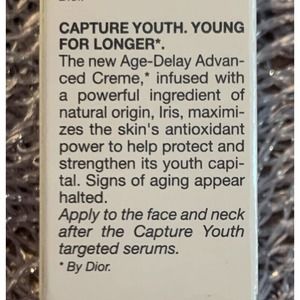 CAPTURE YOUTH. YOUNG
FOR LONGER*.
The new Age-Delay Advan-
ced Creme,* infused with
a powerful ingredient of
natural origin, Iris, maximi-
zes the skin's antioxidant
power to help protect and
strengthen its youth capi-
tal. Signs of aging appear
halted.
Apply to the face and neck
after the Capture Youth
targeted serums.
* By Dior.